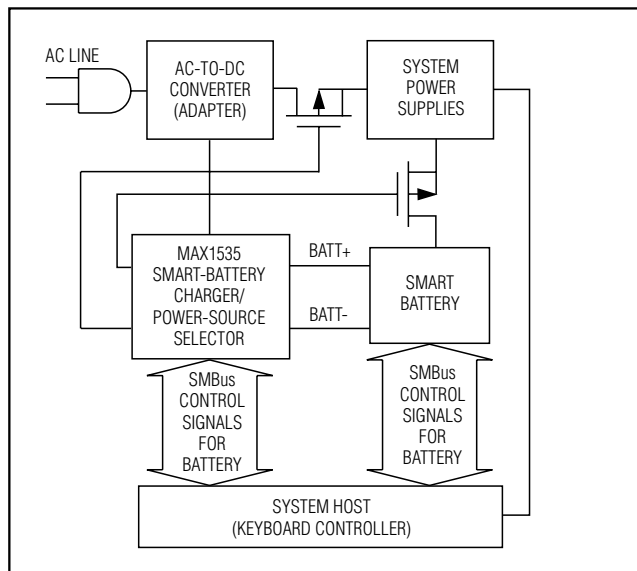 AC LINE
AC-TO-DC
CONVERTER
(ADAPTER)
SYSTEM
POWER
SUPPLIES
MAX1535
SMART-BATTERY
CHARGER/
POWER-SOURCE
SELECTOR
BATT+
BATT-
SMART
BATTERY
SMBus
CONTROL
SIGNALS
FOR
BATTERY
SMBus
CONTROL
SIGNALS
FOR
BATTERY
SYSTEM HOST
(KEYBOARD CONTROLLER)